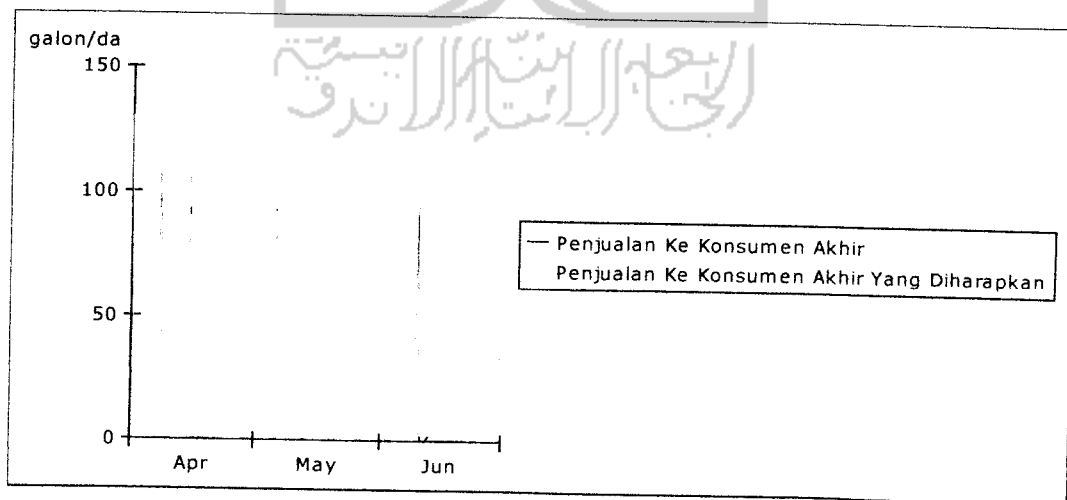 galon/da
150
100
50
0
Apr May Jun
Penjualan Ke Konsumen Akhir
Penjualan Ke Konsumen Akhir Yang Diharapkan